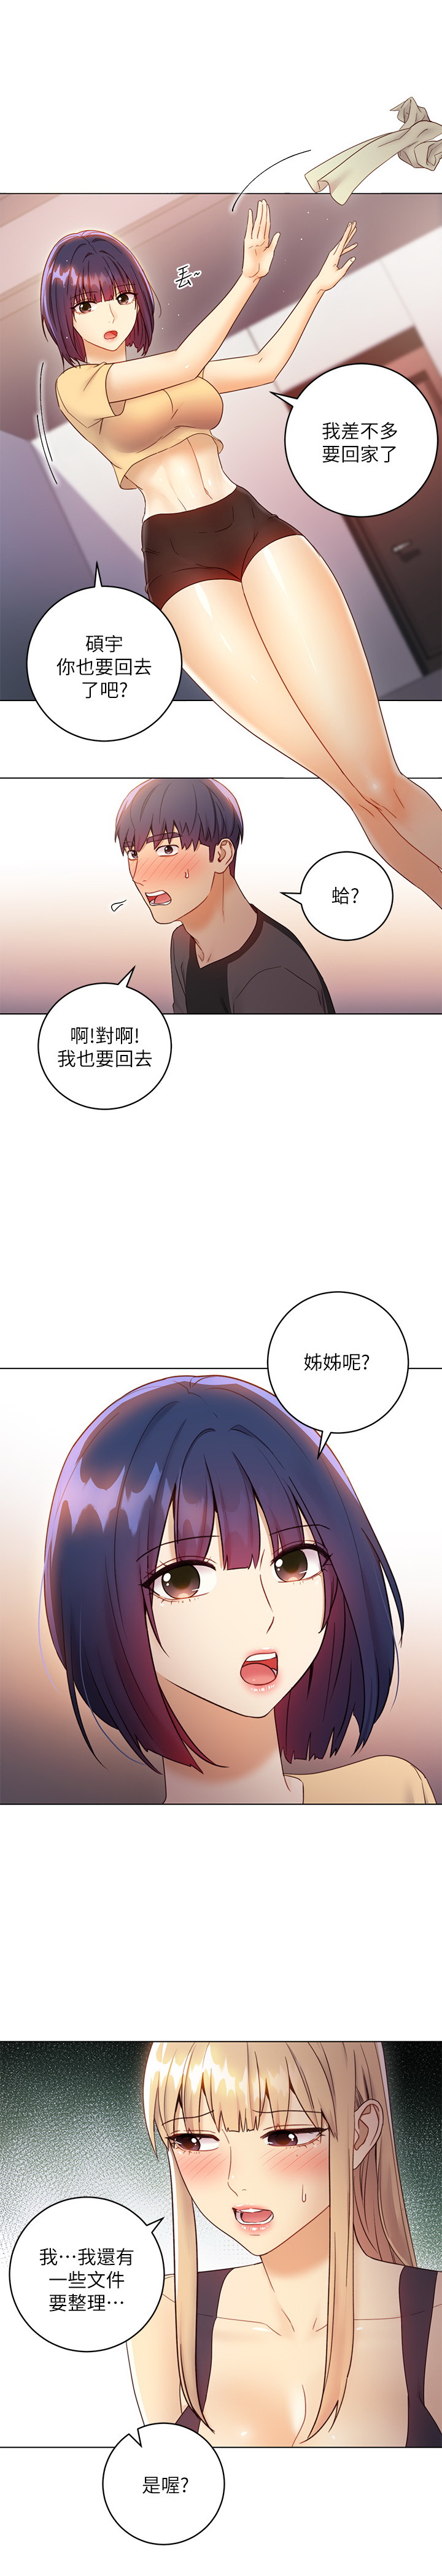 丟~
我差不多
要回家了
碩宇
你也要回去
了吧?
蛤?
啊!對啊!
我也要回去
姊姊呢?
我⋯我還有
一些文件
要整理⋯
是喔?